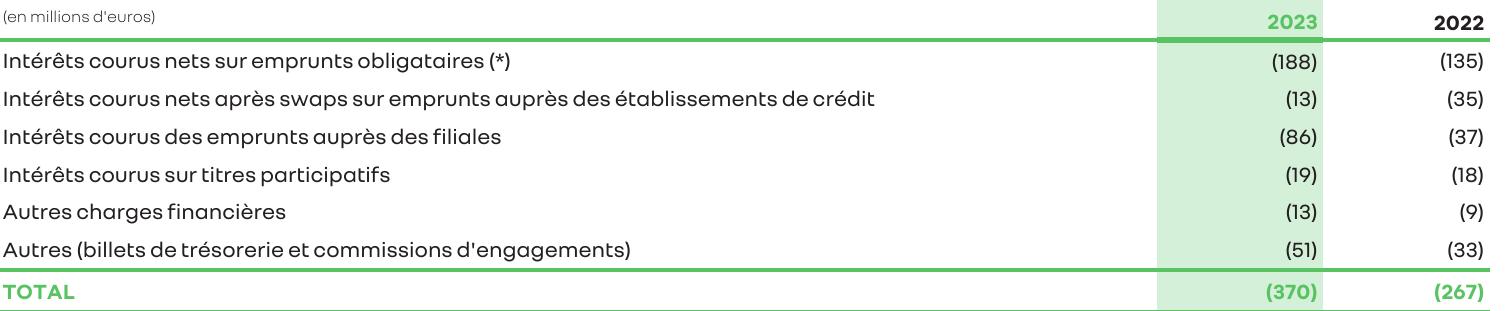 (en millions d'euros) 2023 2022
Intérêts courus nets sur emprunts obligataires (*) (188) (135)
Intérêts courus nets après swaps sur emprunts auprès des établissements de crédit (13) (35)
Intérêts courus des emprunts auprès des filiales (86) (37)
Intérêts courus sur titres participatifs (19) (18)
Autres charges financières (13) (9)
Autres (billets de trésorerie et commissions d'engagements) (51) (33)
TOTAL (370) (267)